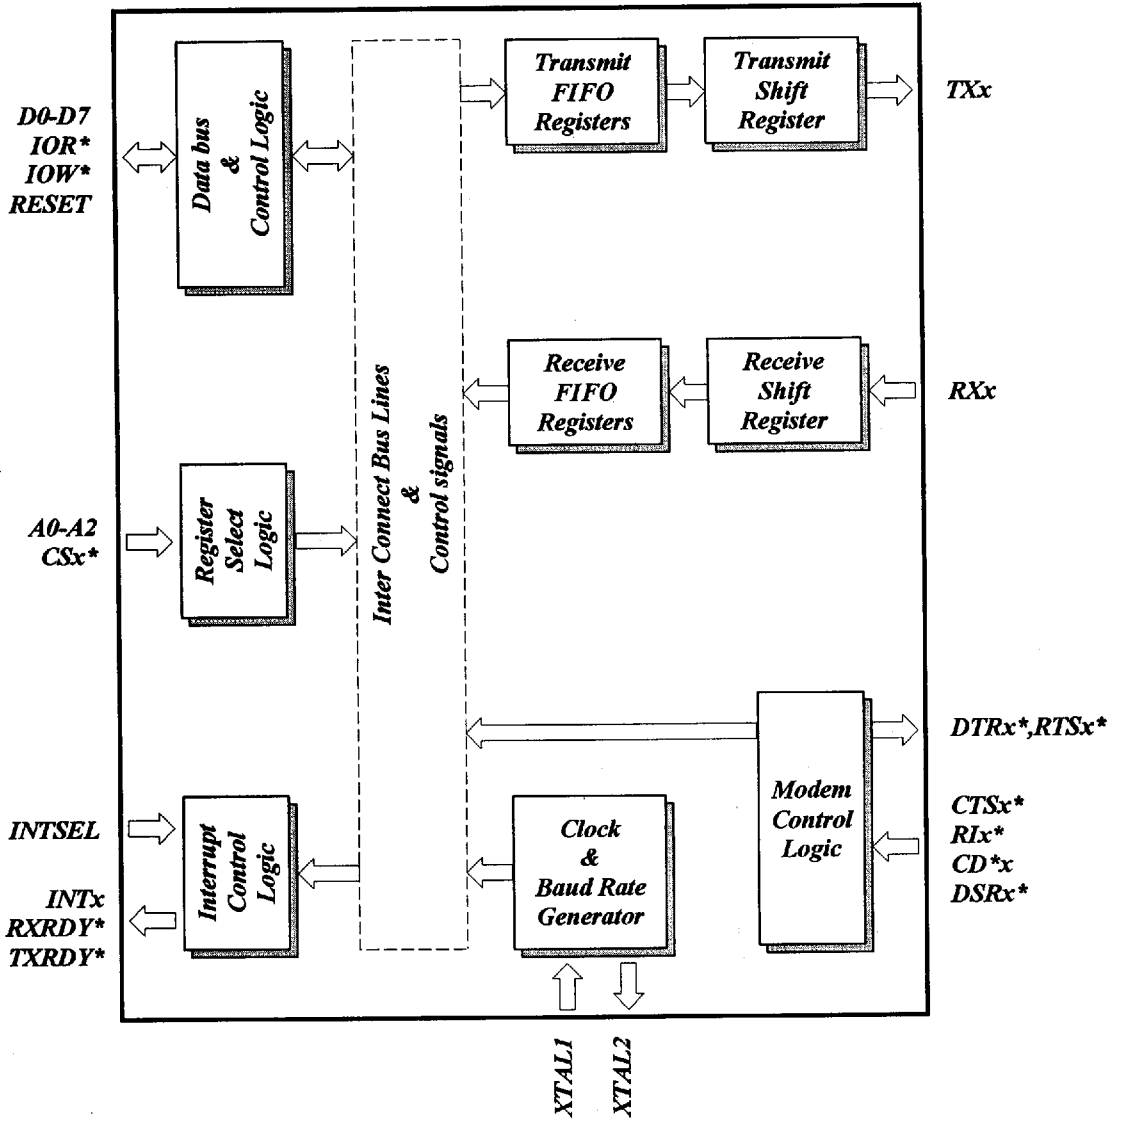 D0-D7
IOR*
IOW*
RESET
Data bus
&
Control Logic
Transmit
FIFO
Registers
Transmit
Shift
Register
TXx
Receive
FIFO
Registers
Receive
Shift
Register
RXx
A0-A2
CSx*
Register
Select
Logic
Inter Connect Bus Lines
&
Control signals
DTRx*,RTSx*
Modem
Control
Logic
CTSx*
RIx*
CD*x
DSRx*
INTSEL
INTx
RXRDY*
TXRDY*
Interrupt
Control
Logic
Clock
&
Baud Rate
Generator
XTAL1
XTAL2